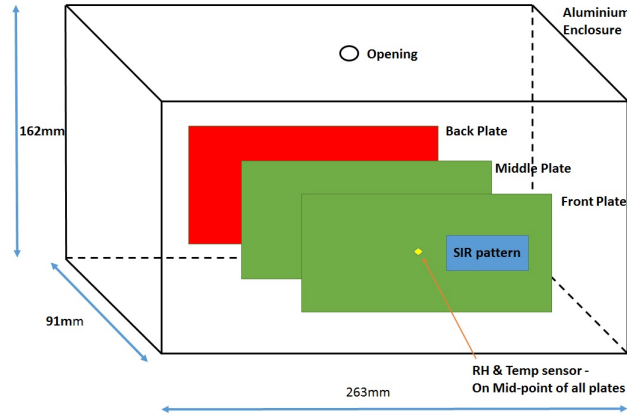 Aluminium
Enclosure
Opening
162mm
Back Plate
Middle Plate
Front Plate
SIR pattern
91mm
RH & Temp sensor -
On Mid-point of all plates
263mm